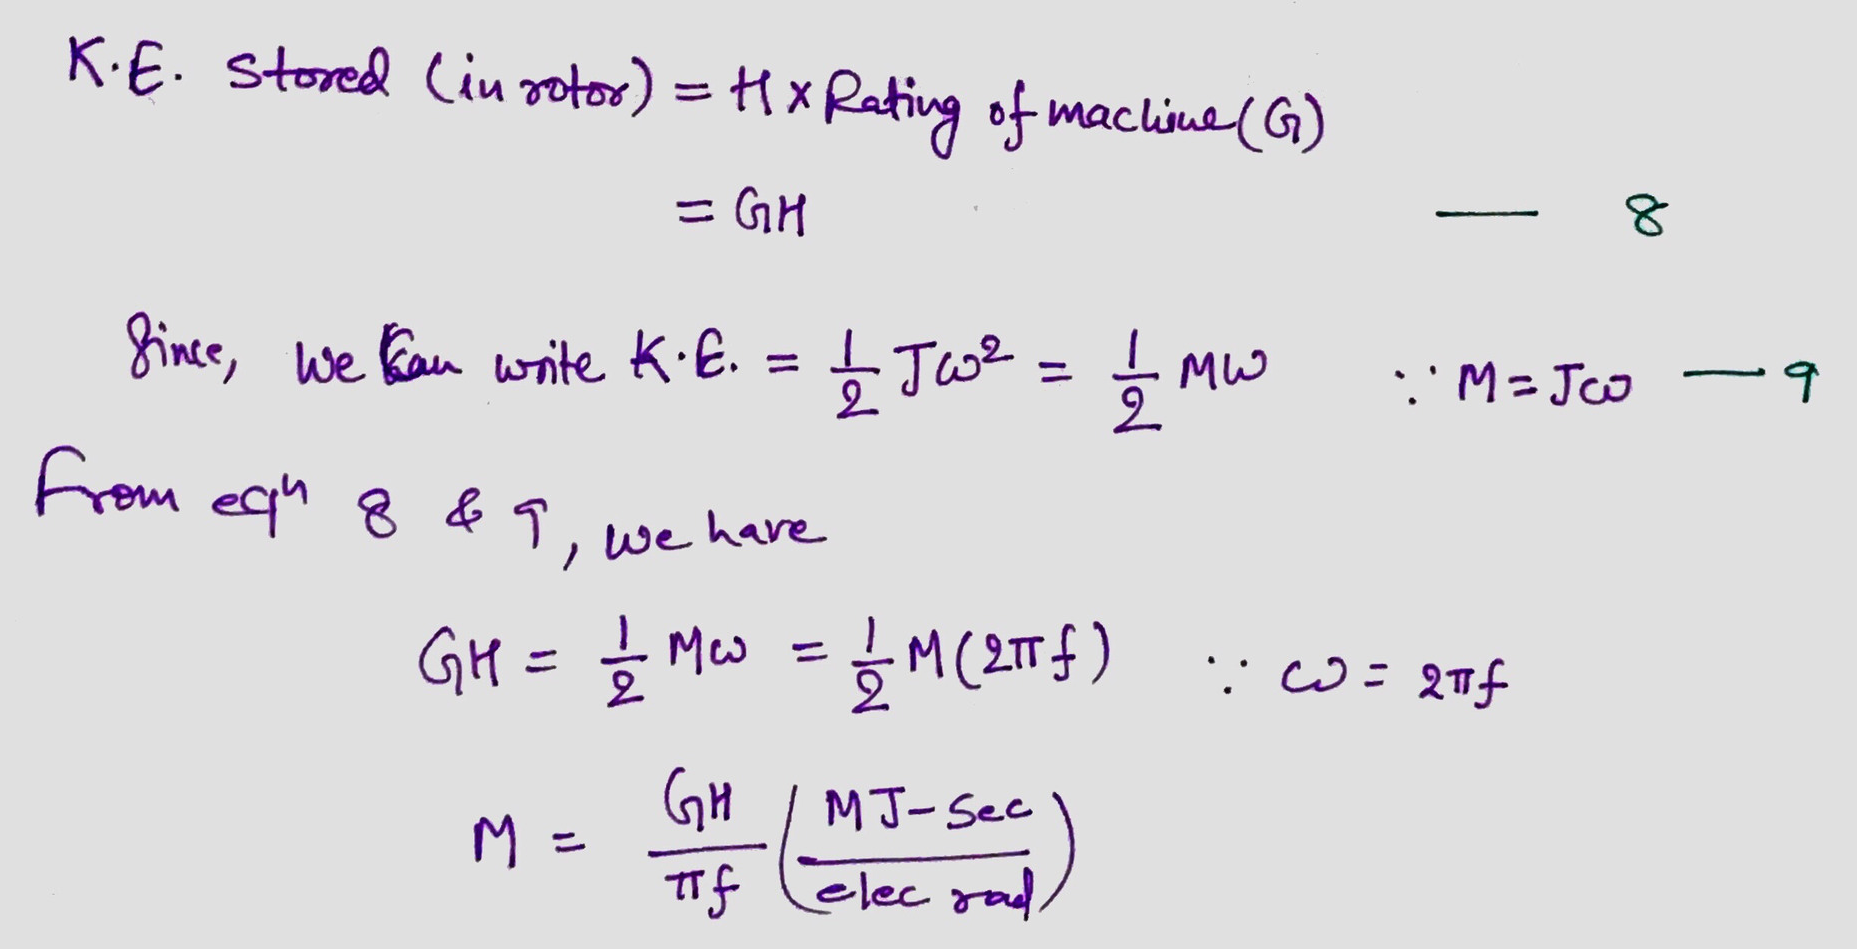 K.E. Stored (in rotor) = H x Rating of machine (G)
= GH — 8
Since, we can write K.E. = 1/2 Jω² = 1/2 Mω ∵ M = Jω — 9
From eqn 8 & 9, we have
GH = 1/2 Mω = 1/2 M(2πf) ∵ ω = 2πf
M = GH/πf (MJ-Sec/elec rad)